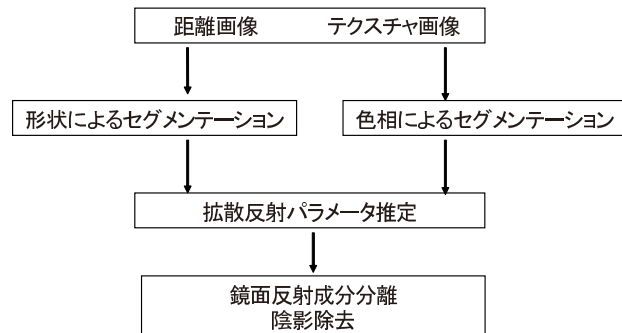 距離画像 テクスチャ画像
形状によるセグメンテーション 色相によるセグメンテーション
拡散反射パラメータ推定
鏡面反射成分分離
陰影除去